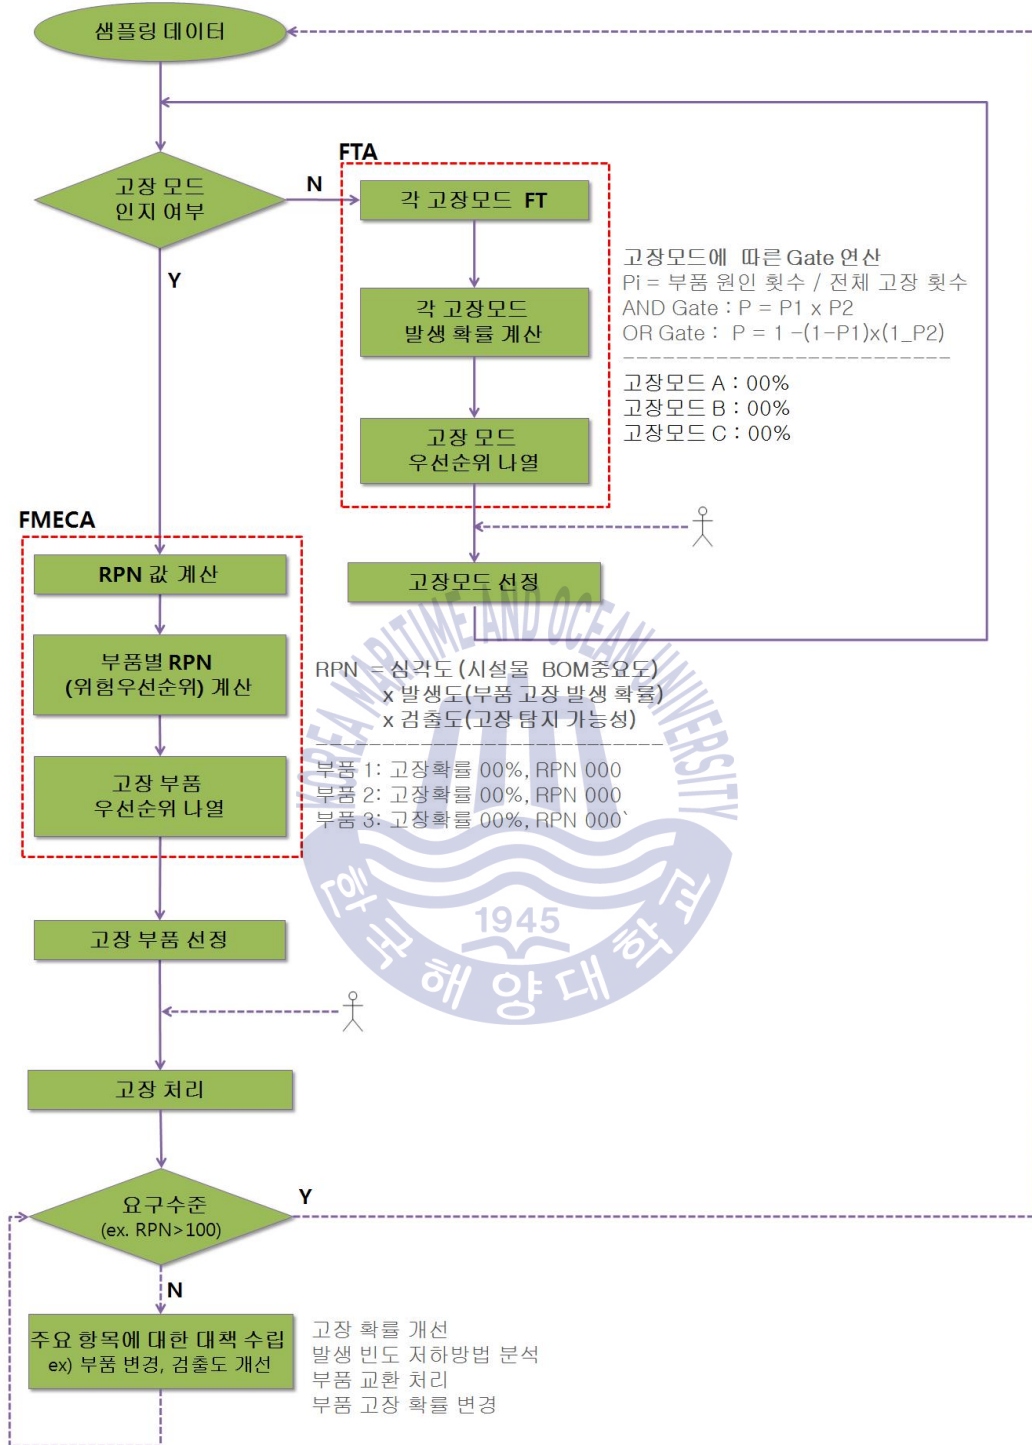 샘플링 데이터
FTA
고장 모드
인지 여부
N
각 고장모드 FT
Y
고장모드에 따른 Gate 연산
Pi = 부품 원인 횟수 / 전체 고장 횟수
AND Gate : P = P1 x P2
OR Gate : P = 1 -(1-P1)x(1_P2)
-------------------------
각 고장모드
발생 확률 계산
고장모드 A : 00%
고장모드 B : 00%
고장모드 C : 00%
고장 모드
우선순위 나열
FMECA
RPN 값 계산
고장모드 선정
부품별 RPN
(위험우선순위) 계산
RPN = 심각도 (시설물 BOM중요도)
x 발생도(부품 고장 발생 확률)
x 검출도(고장 탐지 가능성)
--------------------------
부품 1: 고장확률 00%, RPN 000
부품 2: 고장확률 00%, RPN 000
부품 3: 고장확률 00%, RPN 000`
고장 부품
우선순위 나열
KOREA MARITIME AND OCEAN UNIVERSITY
1945
한국해양대학교
고장 부품 선정
고장 처리
요구수준
(ex. RPN>100)
Y
N
주요 항목에 대한 대책 수립
ex) 부품 변경, 검출도 개선
고장 확률 개선
발생 빈도 저하방법 분석
부품 교환 처리
부품 고장 확률 변경